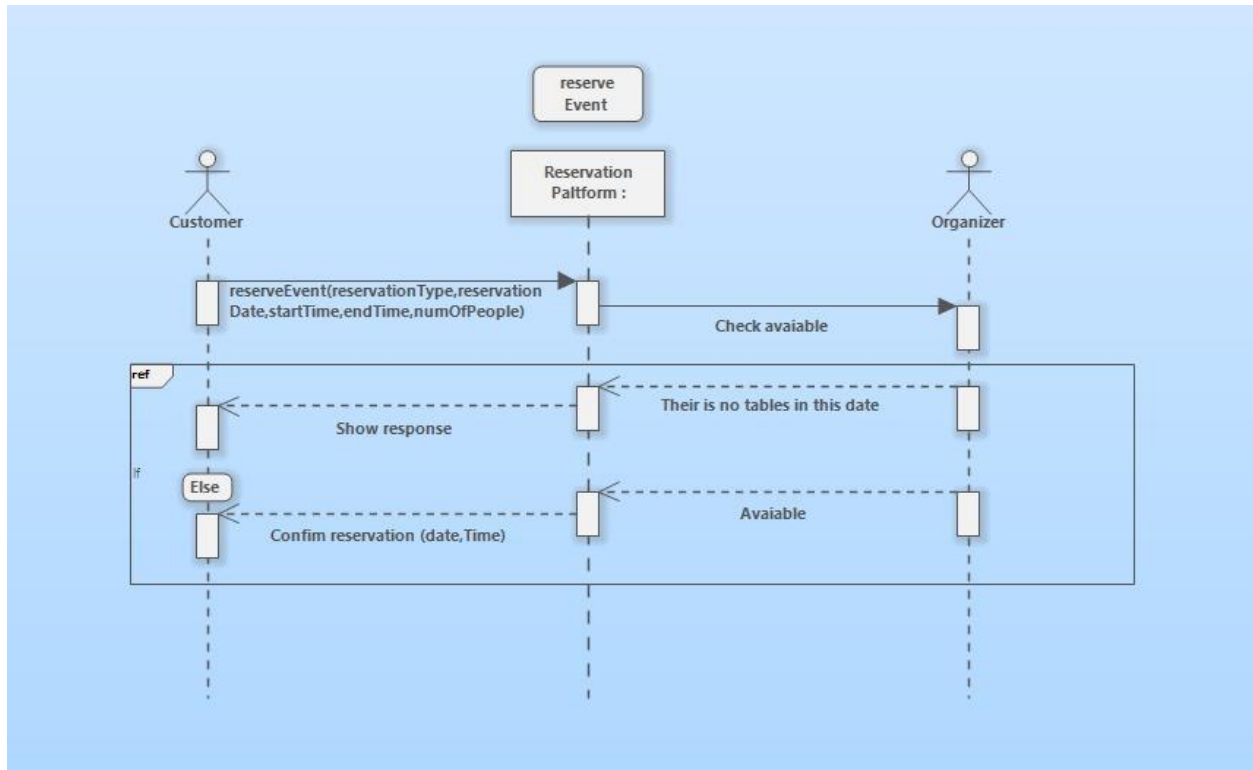 reserve
Event
Reservation
Paltform :
Customer
Organizer
reserveEvent(reservationType,reservation
Date,startTime,endTime,numOfPeople)
Check avaiable
ref
Their is no tables in this date
Show response
If
Else
Avaiable
Confim reservation (date,Time)